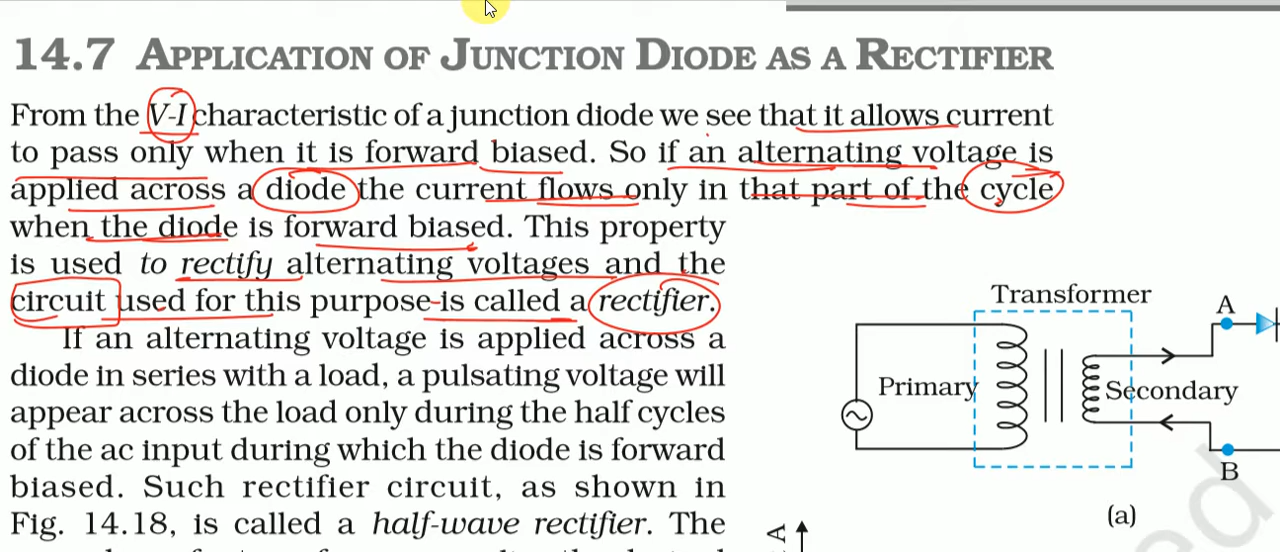 14.7 APPLICATION OF JUNCTION DIODE AS A RECTIFIER
From the V-I characteristic of a junction diode we see that it allows current
to pass only when it is forward biased. So if an alternating voltage is
applied across a diode the current flows only in that part of the cycle
when the diode is forward biased. This property
is used to rectify alternating voltages and the
circuit used for this purpose is called a rectifier.
If an alternating voltage is applied across a
diode in series with a load, a pulsating voltage will
appear across the load only during the half cycles
of the ac input during which the diode is forward
biased. Such rectifier circuit, as shown in
Fig. 14.18, is called a half-wave rectifier. The
Transformer
A
Primary
Secondary
B
(a)
A